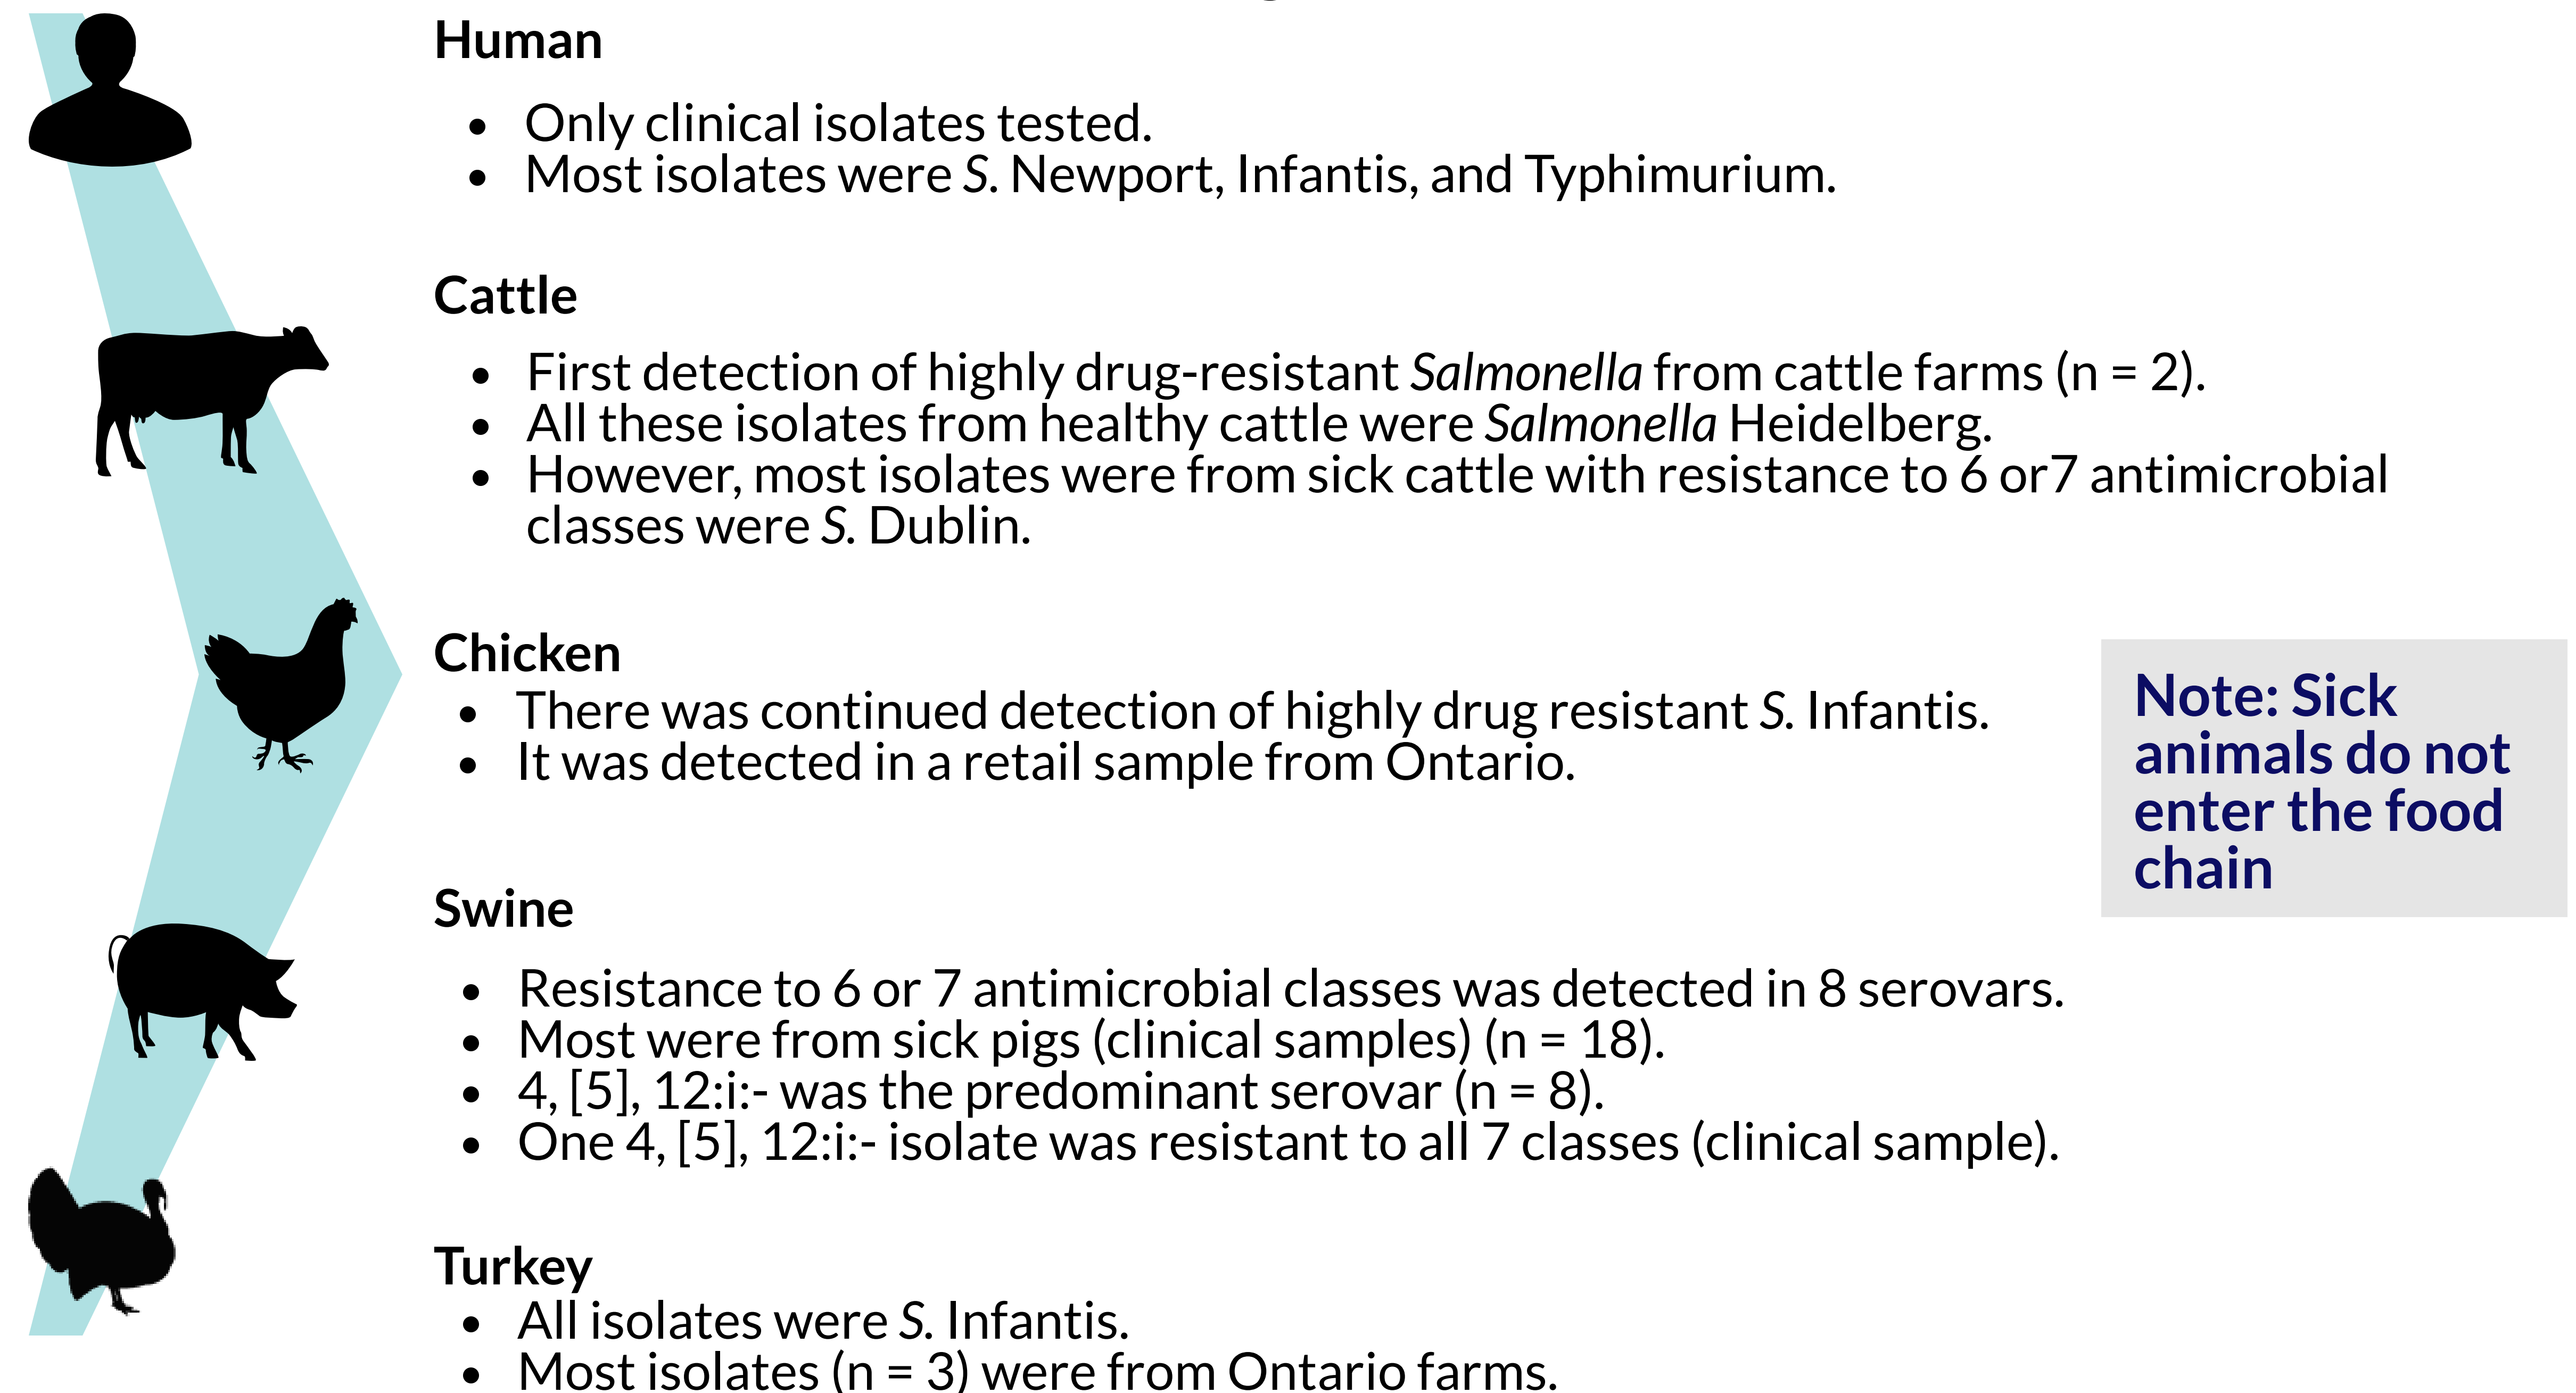 Human
• Only clinical isolates tested.
• Most isolates were S. Newport, Infantis, and Typhimurium.
Cattle
• First detection of highly drug-resistant Salmonella from cattle farms (n = 2).
• All these isolates from healthy cattle were Salmonella Heidelberg.
• However, most isolates were from sick cattle with resistance to 6 or7 antimicrobial
classes were S. Dublin.
Chicken
• There was continued detection of highly drug resistant S. Infantis.
• It was detected in a retail sample from Ontario.
Note: Sick
animals do not
enter the food
chain
Swine
• Resistance to 6 or 7 antimicrobial classes was detected in 8 serovars.
• Most were from sick pigs (clinical samples) (n = 18).
• 4, [5], 12:i:- was the predominant serovar (n = 8).
• One 4, [5], 12:i:- isolate was resistant to all 7 classes (clinical sample).
Turkey
• All isolates were S. Infantis.
• Most isolates (n = 3) were from Ontario farms.